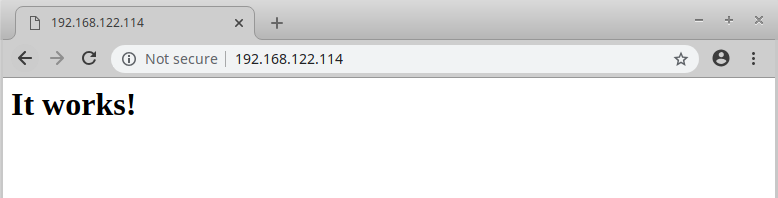 192.168.122.114
Not secure 192.168.122.114
It works!